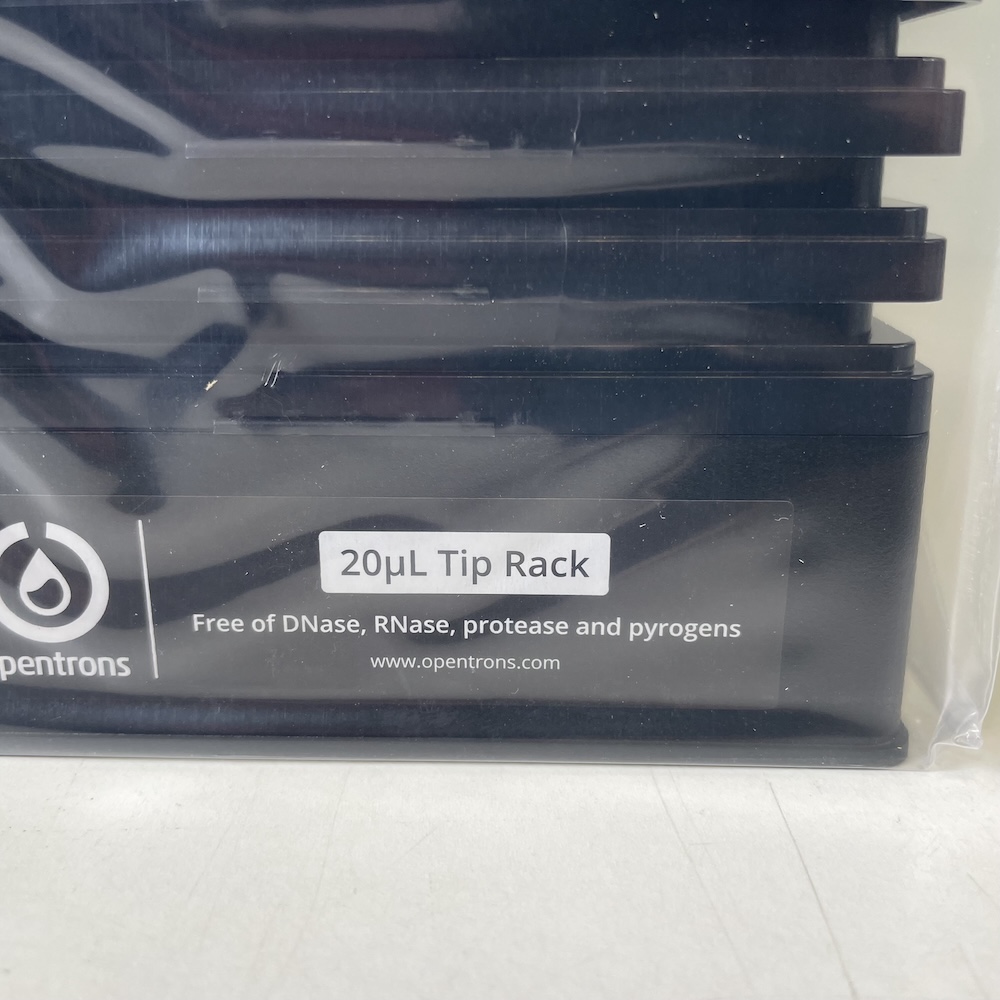 20µL Tip Rack
Free of DNase, RNase, protease and pyrogens
www.opentrons.com
pentrons